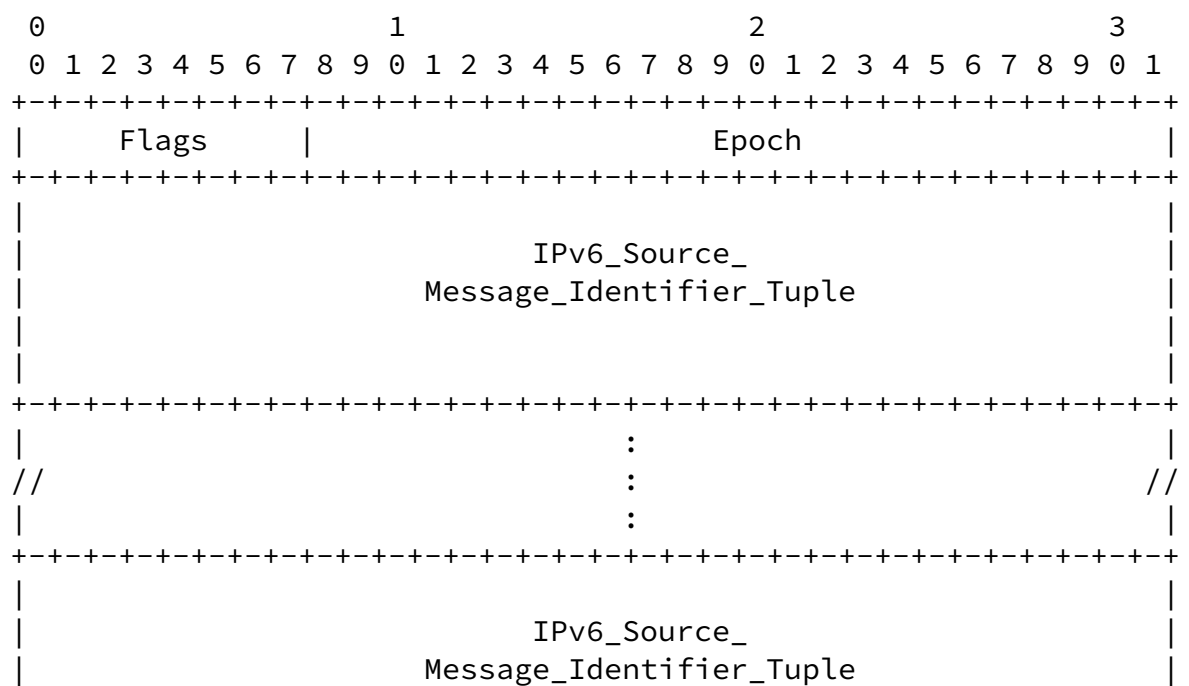 0                   1                   2                   3
 0 1 2 3 4 5 6 7 8 9 0 1 2 3 4 5 6 7 8 9 0 1 2 3 4 5 6 7 8 9 0 1
+-+-+-+-+-+-+-+-+-+-+-+-+-+-+-+-+-+-+-+-+-+-+-+-+-+-+-+-+-+-+-+-+
|     Flags     |                      Epoch                    |
+-+-+-+-+-+-+-+-+-+-+-+-+-+-+-+-+-+-+-+-+-+-+-+-+-+-+-+-+-+-+-+-+
|                                                               |
|                            IPv6_Source_                       |
|                      Message_Identifier_Tuple                 |
|                                                               |
|                                                               |
+-+-+-+-+-+-+-+-+-+-+-+-+-+-+-+-+-+-+-+-+-+-+-+-+-+-+-+-+-+-+-+-+
|                                 :                             |
//                                :                            //
|                                 :                             |
+-+-+-+-+-+-+-+-+-+-+-+-+-+-+-+-+-+-+-+-+-+-+-+-+-+-+-+-+-+-+-+-+
|                                                               |
|                            IPv6_Source_                       |
|                      Message_Identifier_Tuple                 |